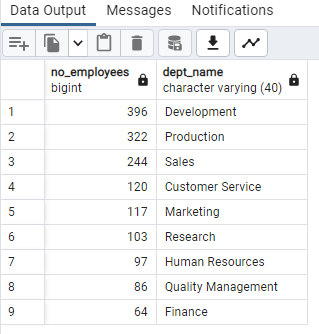 Data Output Messages Notifications
no_employees dept_name
bigint character varying (40)
1 396 Development
2 322 Production
3 244 Sales
4 120 Customer Service
5 117 Marketing
6 103 Research
7 97 Human Resources
8 86 Quality Management
9 64 Finance